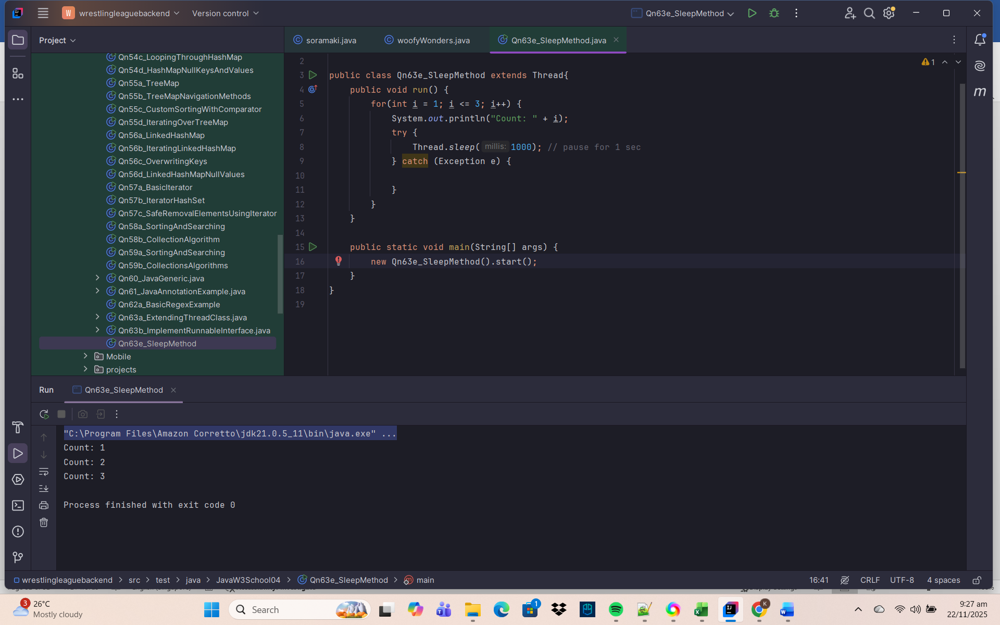 W wrestlingleaguebackend Version control Qn63e_SleepMethod
Project soramaki.java woofyWonders.java Qn63e_SleepMethod.java
Qn54c_LoopingThroughHashMap
Qn54d_HashMapNullKeysAndValues
Qn55a_TreeMap
Qn55b_TreeMapNavigationMethods
Qn55c_CustomSortingWithComparator
Qn55d_IteratingOverTreeMap
Qn56a_LinkedHashMap
Qn56b_IteratingLinkedHashMap
Qn56c_OverwritingKeys
Qn56d_LinkedHashMapNullValues
Qn57a_BasicIterator
Qn57b_IteratorHashSet
Qn57c_SafeRemovalElementsUsingIterator
Qn58a_SortingAndSearching
Qn58b_CollectionAlgorithm
Qn59a_SortingAndSearching
Qn59b_CollectionsAlgorithms
Qn60_JavaGeneric.java
Qn61_JavaAnnotationExample.java
Qn62a_BasicRegexExample
Qn63a_ExtendingThreadClass.java
Qn63b_ImplementRunnableInterface.java
Qn63e_SleepMethod
Mobile
projects
1
m
2
3 public class Qn63e_SleepMethod extends Thread{
4 public void run() {
5 for(int i = 1; i <= 3; i++) {
6 System.out.println("Count: " + i);
7 try {
8 Thread.sleep( millis: 1000); // pause for 1 sec
9 } catch (Exception e) {
10
11 }
12 }
13 }
14
15 public static void main(String[] args) {
16 new Qn63e_SleepMethod().start();
17 }
18 }
19
Run Qn63e_SleepMethod
"C:\Program Files\Amazon Corretto\jdk21.0.5_11\bin\java.exe" ...
Count: 1
Count: 2
Count: 3
Process finished with exit code 0
wrestlingleaguebackend > src > test > java > JavaW3School04 > Qn63e_SleepMethod > main 16:41 CRLF UTF-8 4 spaces
3 26°C
Mostly cloudy
Search
1
K
9:27 am
22/11/2025